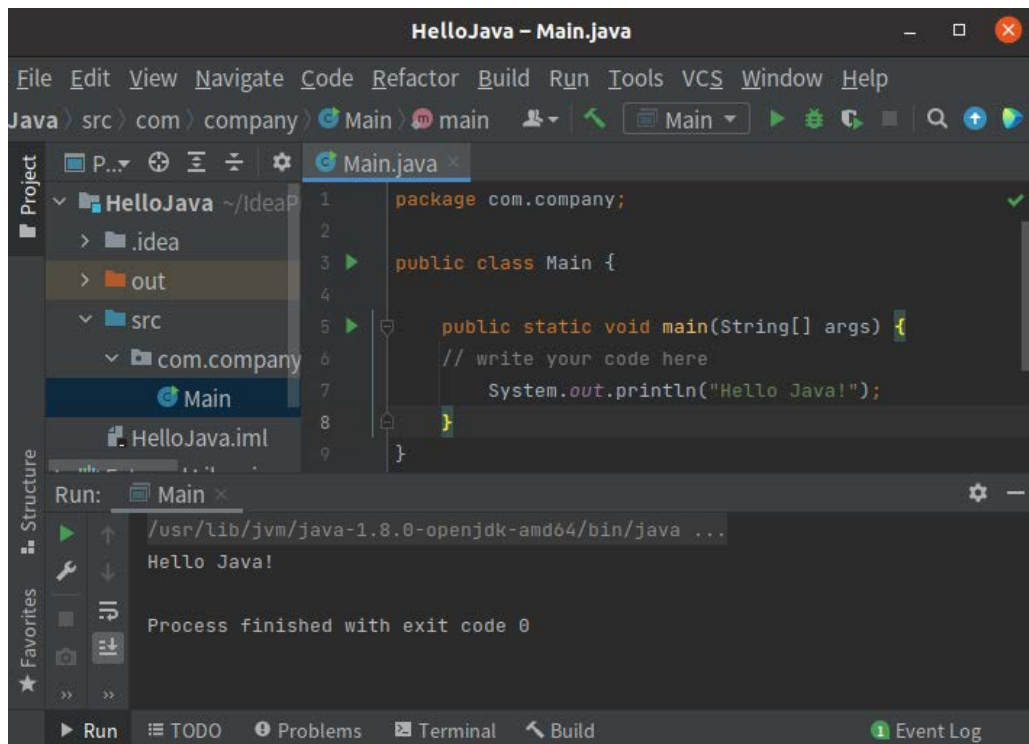 HelloJava – Main.java
File Edit View Navigate Code Refactor Build Run Tools VCS Window Help
Java src com company Main main Main
Project
P... Main.java
HelloJava ~/IdeaP
.idea
out
src
com.company
Main
HelloJava.iml
1 package com.company;
2
3 public class Main {
4
5 public static void main(String[] args) {
6 // write your code here
7 System.out.println("Hello Java!");
8 }
9 }
Structure
Favorites
Run: Main
/usr/lib/jvm/java-1.8.0-openjdk-amd64/bin/java ...
Hello Java!
Process finished with exit code 0
Run TODO Problems Terminal Build 1 Event Log